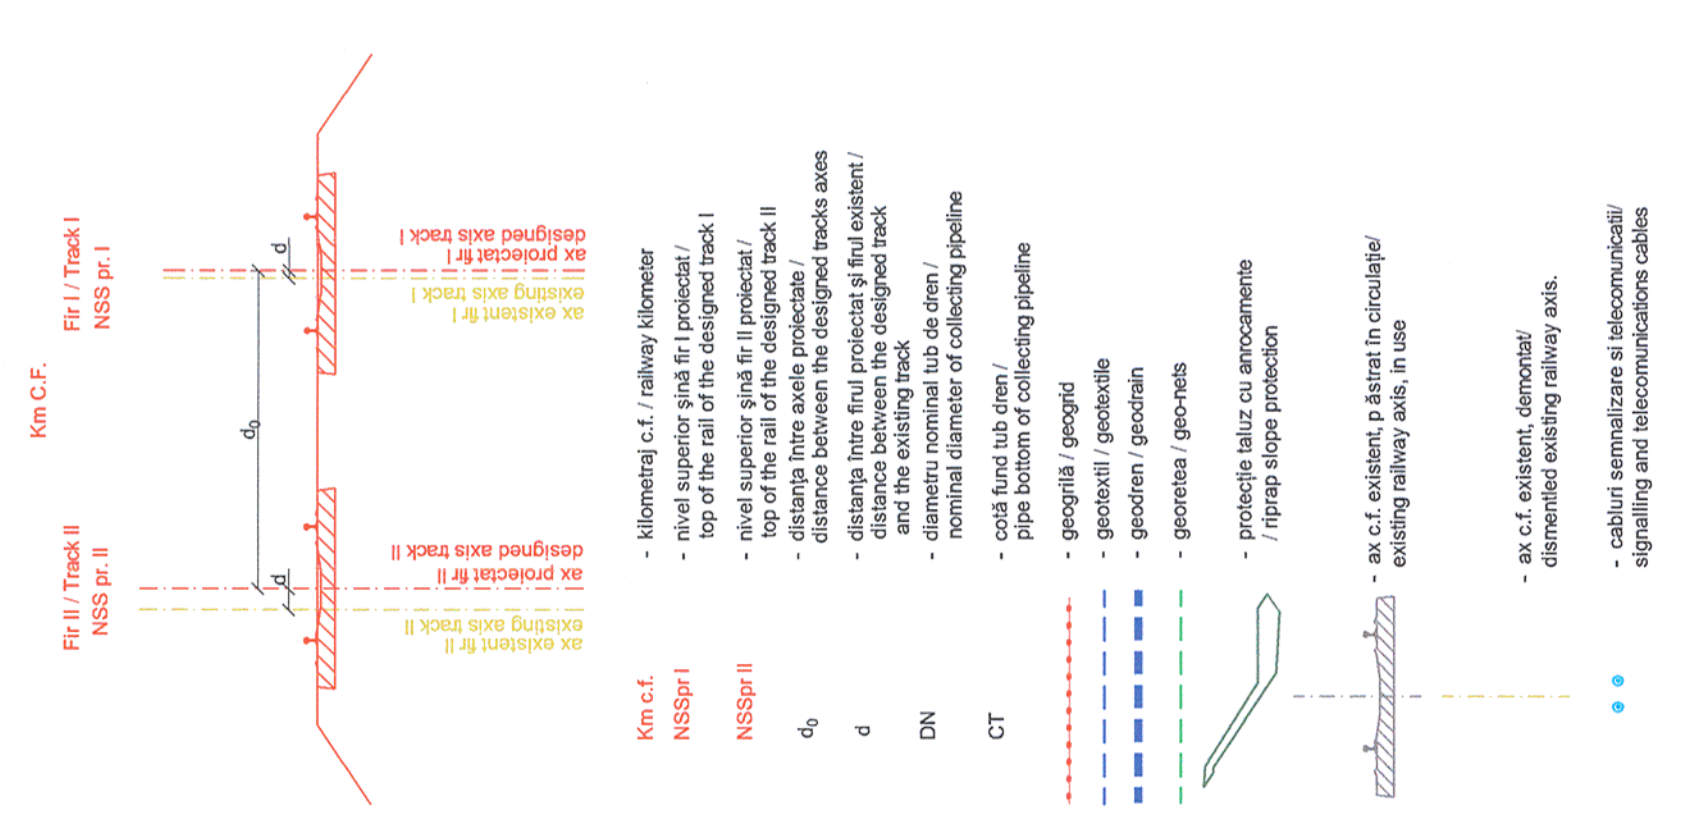 Km C.F.
Fir II / Track II
NSS pr. II
Fir I / Track I
NSS pr. I
d₀
d
d
ax existent fir II
existing axis track II
ax proiectat fir II
designed axis track II
ax existent fir I
existing axis track I
ax proiectat fir I
designed axis track I
Km c.f. - kilometraj c.f. / railway kilometer
NSSpr I - nivel superior şină fir I proiectat /
top of the rail of the designed track I
NSSpr II - nivel superior şină fir II proiectat /
top of the rail of the designed track II
d₀ - distanţa între axele proiectate /
distance between the designed tracks axes
d - distanţa între firul proiectat şi firul existent /
distance between the designed track
and the existing track
DN - diametru nominal tub de dren /
nominal diameter of collecting pipeline
CT - cotă fund tub dren /
pipe bottom of collecting pipeline
- geogrilă / geogrid
- geotextil / geotextile
- geodren / geodrain
- georetea / geo-nets
- protecţie taluz cu anrocamente
/ riprap slope protection
- ax c.f. existent, p ăstrat în circulaţie/
existing railway axis, in use
- ax c.f. existent, demontat/
dismentled existing railway axis.
- cabluri semnalizare si telecomunicatii/
signalling and telecomunications cables